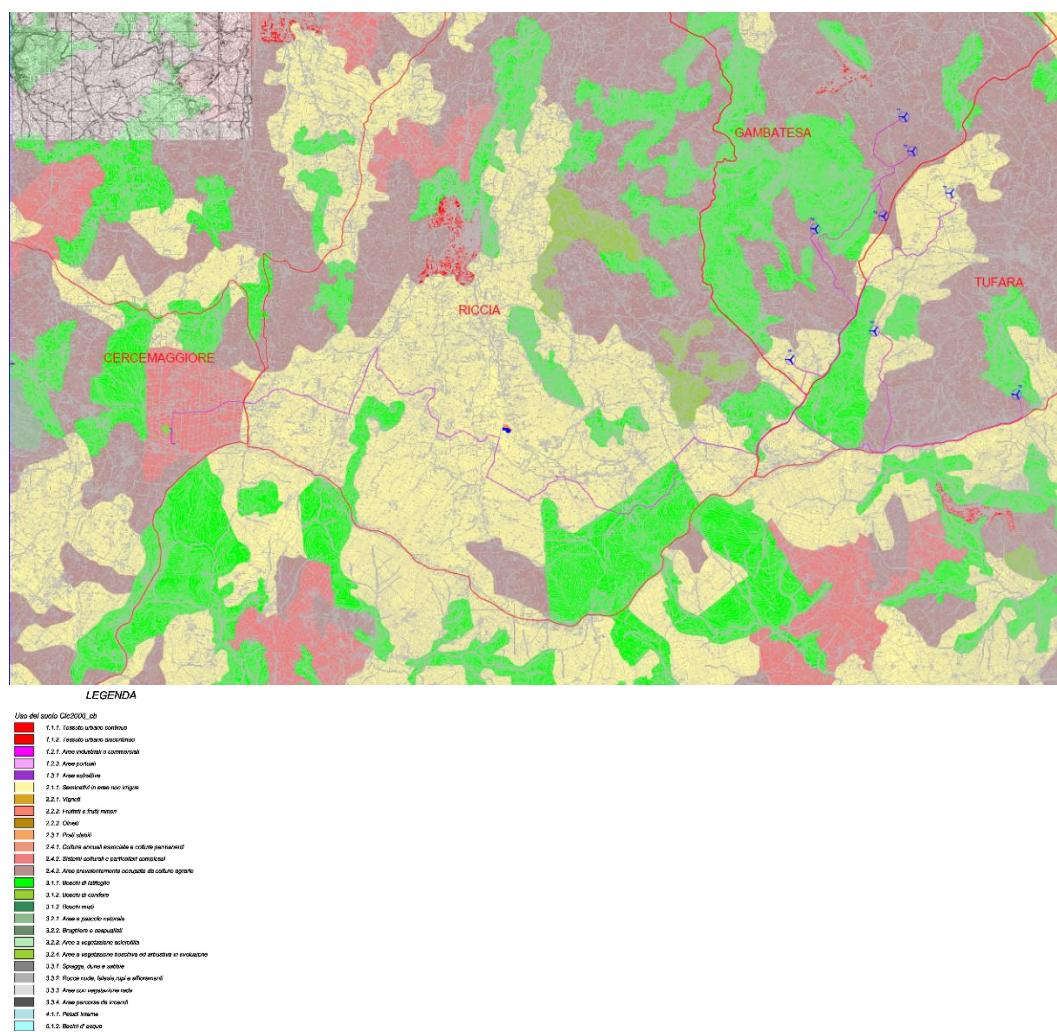 GAMBATESA
TUFARA
RICCIA
CERCEMAGGIORE
LEGENDA
Uso del suolo Clc2000_cb
1.1.1. Tessuto urbano continuo
1.1.2. Tessuto urbano discontinuo
1.2.1. Aree industriali o commerciali
1.2.3. Aree portuali
1.3.1. Aree estrattive
2.1.1. Seminativi in aree non irrigue
2.2.1. Vigneti
2.2.2. Frutteti e frutti minori
2.2.3. Oliveti
2.3.1. Prati stabili
2.4.1. Colture annuali associate a colture permanenti
2.4.2. Sistemi colturali e particellari complessi
2.4.3. Aree prevalentemente occupate da colture agrarie
3.1.1. Boschi di latifoglie
3.1.2. Boschi di conifere
3.1.3. Boschi misti
3.2.1. Aree a pascolo naturale
3.2.2. Brughiere e cespuglieti
3.2.3. Aree a vegetazione sclerofilla
3.2.4. Aree a vegetazione boschiva ed arbustiva in evoluzione
3.3.1. Spiagge, dune e sabbie
3.3.2. Rocce nude, falesie, rupi e affioramenti
3.3.3. Aree con vegetazione rada
3.3.4. Aree percorse da incendi
4.1.1. Paludi interne
5.1.2. Bacini d'acqua